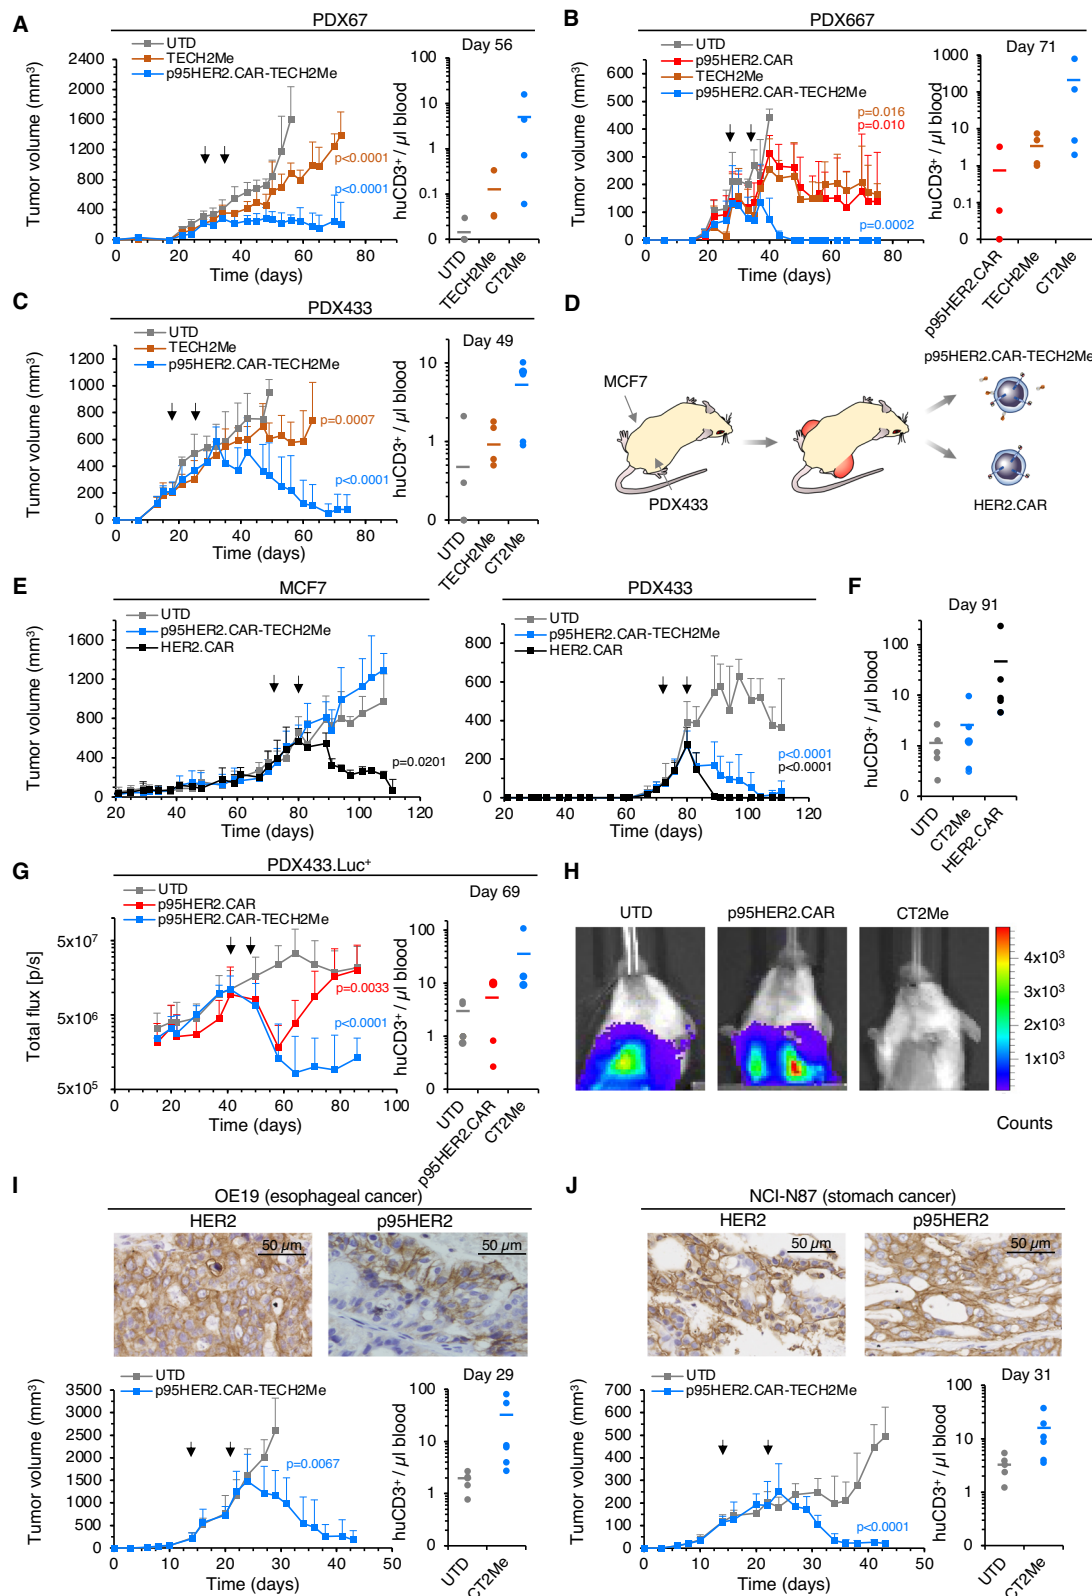 A
PDX67
UTD
TECH2Me
p95HER2.CAR-TECH2Me
Tumor volume (mm³)
2400
2000
1600
1200
800
400
0
p<0.0001
p<0.0001
0 20 40 60 80
Time (days)
Day 56
huCD3⁺ / µl blood
100
10
1
0.1
0
UTD
TECH2Me
CT2Me
B
PDX667
UTD
p95HER2.CAR
TECH2Me
p95HER2.CAR-TECH2Me
Tumor volume (mm³)
600
500
400
300
200
100
0
p=0.016
p=0.010
p=0.0002
0 20 40 60 80
Time (days)
Day 71
huCD3⁺ / µl blood
1000
100
10
1
0.1
0
p95HER2.CAR
TECH2Me
CT2Me
C
PDX433
UTD
TECH2Me
p95HER2.CAR-TECH2Me
Tumor volume (mm³)
1200
1000
800
600
400
200
0
p=0.0007
p<0.0001
0 20 40 60 80
Time (days)
Day 49
huCD3⁺ / µl blood
10
1
0
UTD
TECH2Me
CT2Me
D
MCF7
PDX433
p95HER2.CAR-TECH2Me
HER2.CAR
E
MCF7
UTD
p95HER2.CAR-TECH2Me
HER2.CAR
Tumor volume (mm³)
1600
1200
800
400
0
p=0.0201
20 40 60 80 100 120
Time (days)
PDX433
UTD
p95HER2.CAR-TECH2Me
HER2.CAR
800
600
400
200
0
p<0.0001
p<0.0001
20 40 60 80 100 120
Time (days)
F
Day 91
huCD3⁺ / µl blood
100
10
1
0
UTD
CT2Me
HER2.CAR
G
PDX433.Luc⁺
UTD
p95HER2.CAR
p95HER2.CAR-TECH2Me
Total flux [p/s]
5x10⁷
5x10⁶
5x10⁵
p=0.0033
p<0.0001
0 20 40 60 80 100
Time (days)
Day 69
huCD3⁺ / µl blood
100
10
1
0
UTD
p95HER2.CAR
CT2Me
H
UTD
p95HER2.CAR
CT2Me
4x10³
3x10³
2x10³
1x10³
Counts
I
OE19 (esophageal cancer)
HER2
p95HER2
50 µm
50 µm
UTD
p95HER2.CAR-TECH2Me
Tumor volume (mm³)
3500
3000
2500
2000
1500
1000
500
0
p=0.0067
0 10 20 30 40 50
Time (days)
Day 29
huCD3⁺ / µl blood
100
10
1
0
UTD
CT2Me
J
NCI-N87 (stomach cancer)
HER2
p95HER2
50 µm
50 µm
UTD
p95HER2.CAR-TECH2Me
Tumor volume (mm³)
700
600
500
400
300
200
100
0
p<0.0001
0 10 20 30 40 50
Time (days)
Day 31
huCD3⁺ / µl blood
100
10
1
0
UTD
CT2Me